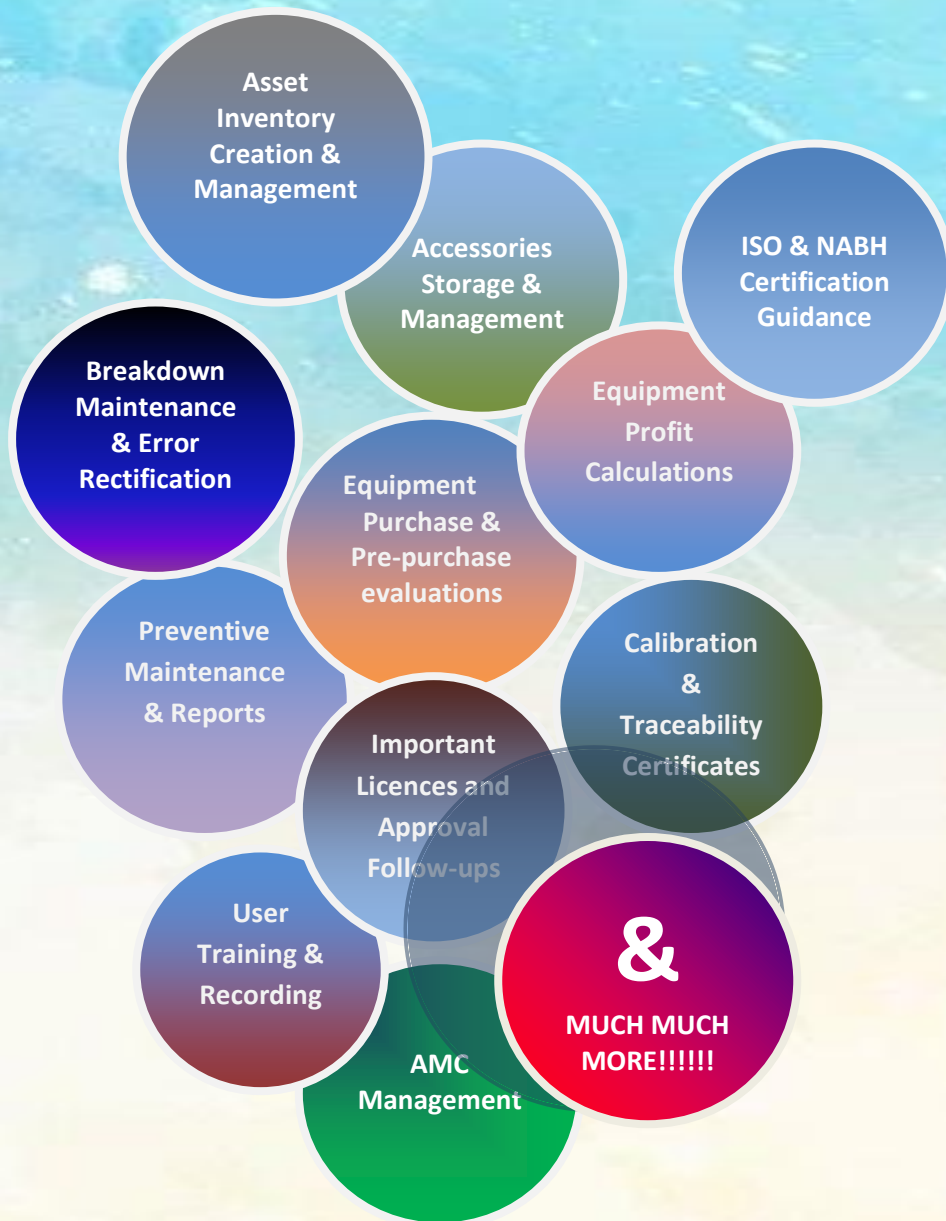 Asset
Inventory
Creation &
Management
Accessories
Storage &
Management
ISO & NABH
Certification
Guidance
Breakdown
Maintenance
& Error
Rectification
Equipment
Profit
Calculations
Equipment
Purchase &
Pre-purchase
evaluations
Preventive
Maintenance
& Reports
Calibration
&
Traceability
Certificates
Important
Licences and
Approval
Follow-ups
User
Training &
Recording
&
MUCH MUCH
MORE!!!!!!
AMC
Management